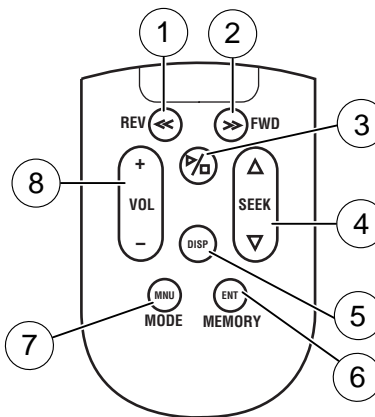 1 2
REV FWD
3
8
+
VOL SEEK
−
4
DISP
5
MNU ENT
MODE MEMORY
7 6